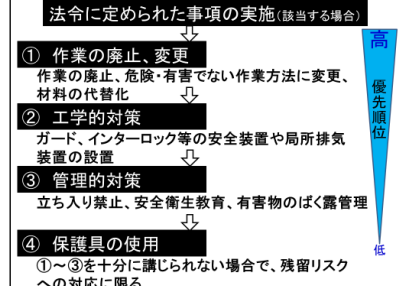 法令に定められた事項の実施(該当する場合)
① 作業の廃止、変更
作業の廃止、危険・有害でない作業方法に変更、
材料の代替化
② 工学的対策
ガード、インターロック等の安全装置や局所排気
装置の設置
③ 管理的対策
立ち入り禁止、安全衛生教育、有害物のばく露管理
④ 保護具の使用
①～③を十分に講じられない場合で、残留リスク
への対応に限る
高
優先順位
低